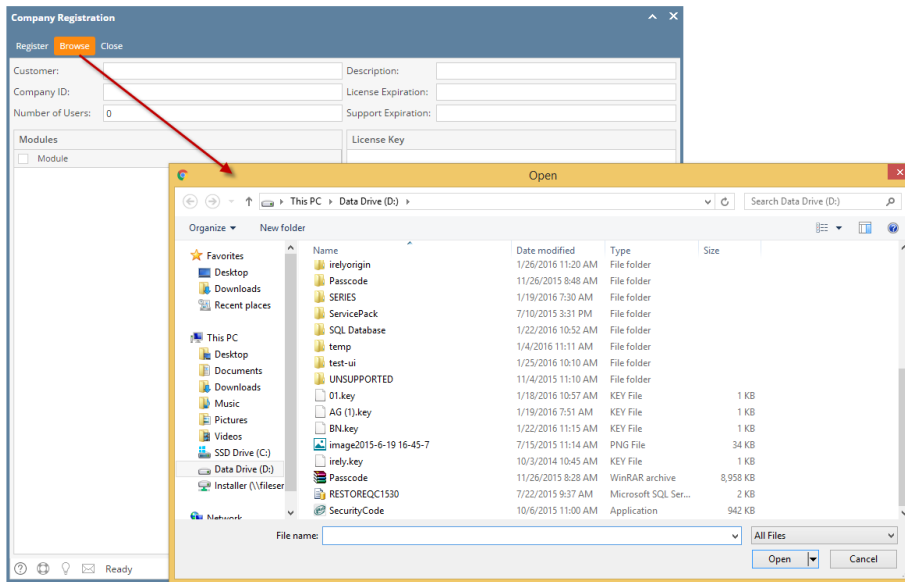 Company Registration
Register Browse Close
Customer: Description:
Company ID: License Expiration:
Number of Users: 0 Support Expiration:
Modules License Key
Module
Open
This PC Data Drive (D:) Search Data Drive (D:)
Organize New folder
Name Date modified Type Size
Favorites
Desktop
Downloads
Recent places
This PC
Desktop
Documents
Downloads
Music
Pictures
Videos
SSD Drive (C:)
Data Drive (D:)
Installer (\\fileser
Network
irelyorigin 1/26/2016 11:20 AM File folder
Passcode 11/26/2015 8:48 AM File folder
SERIES 1/19/2016 7:30 AM File folder
ServicePack 7/10/2015 3:31 PM File folder
SQL Database 1/22/2016 10:52 AM File folder
temp 1/4/2016 11:11 AM File folder
test-ui 1/25/2016 10:10 AM File folder
UNSUPPORTED 11/4/2015 11:10 AM File folder
01.key 1/18/2016 10:57 AM KEY File 1 KB
AG (1).key 1/19/2016 7:51 AM KEY File 1 KB
BN.key 1/22/2016 11:15 AM KEY File 1 KB
image2015-6-19 16-45-7 7/15/2015 11:14 AM PNG File 34 KB
irely.key 10/3/2014 10:45 AM KEY File 1 KB
Passcode 11/26/2015 8:28 AM WinRAR archive 8,958 KB
RESTOREQC1530 7/22/2015 9:37 AM Microsoft SQL Ser... 2 KB
SecurityCode 10/6/2015 11:00 AM Application 942 KB
File name: All Files
Open Cancel
Ready